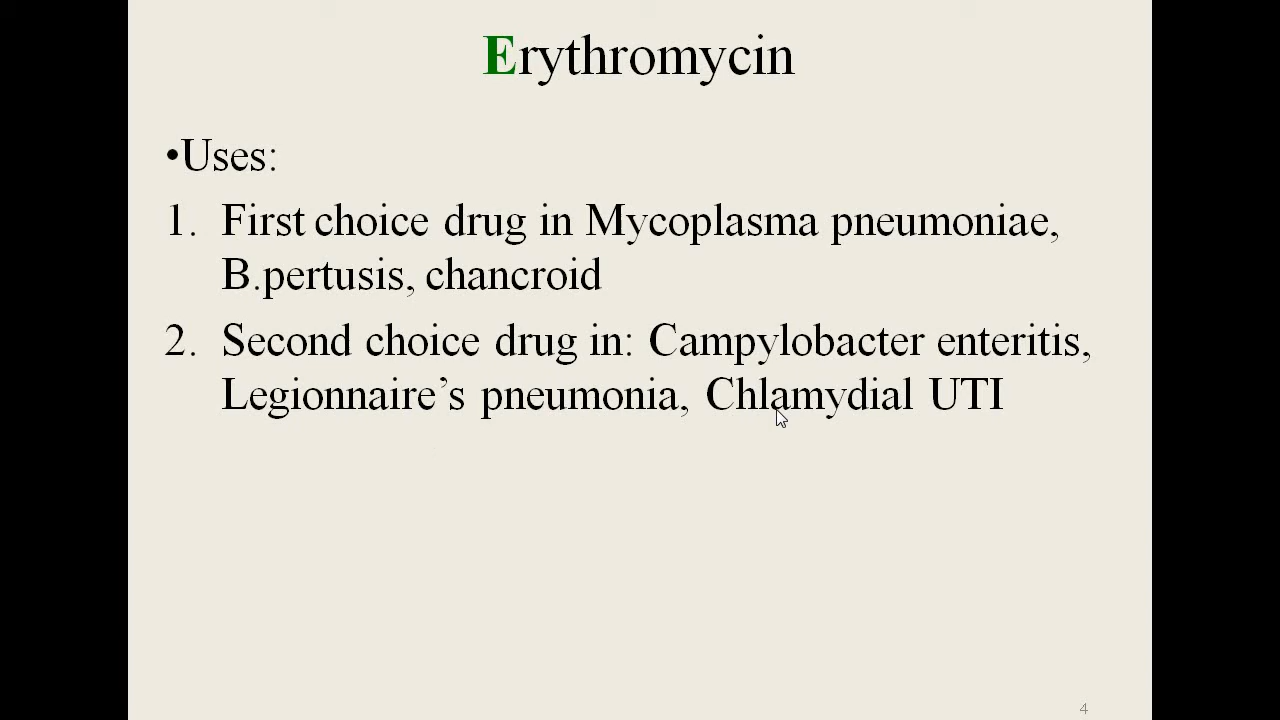 Erythromycin
•Uses:
1. First choice drug in Mycoplasma pneumoniae,
B.pertusis, chancroid
2. Second choice drug in: Campylobacter enteritis,
Legionnaire’s pneumonia, Chlamydial UTI
4